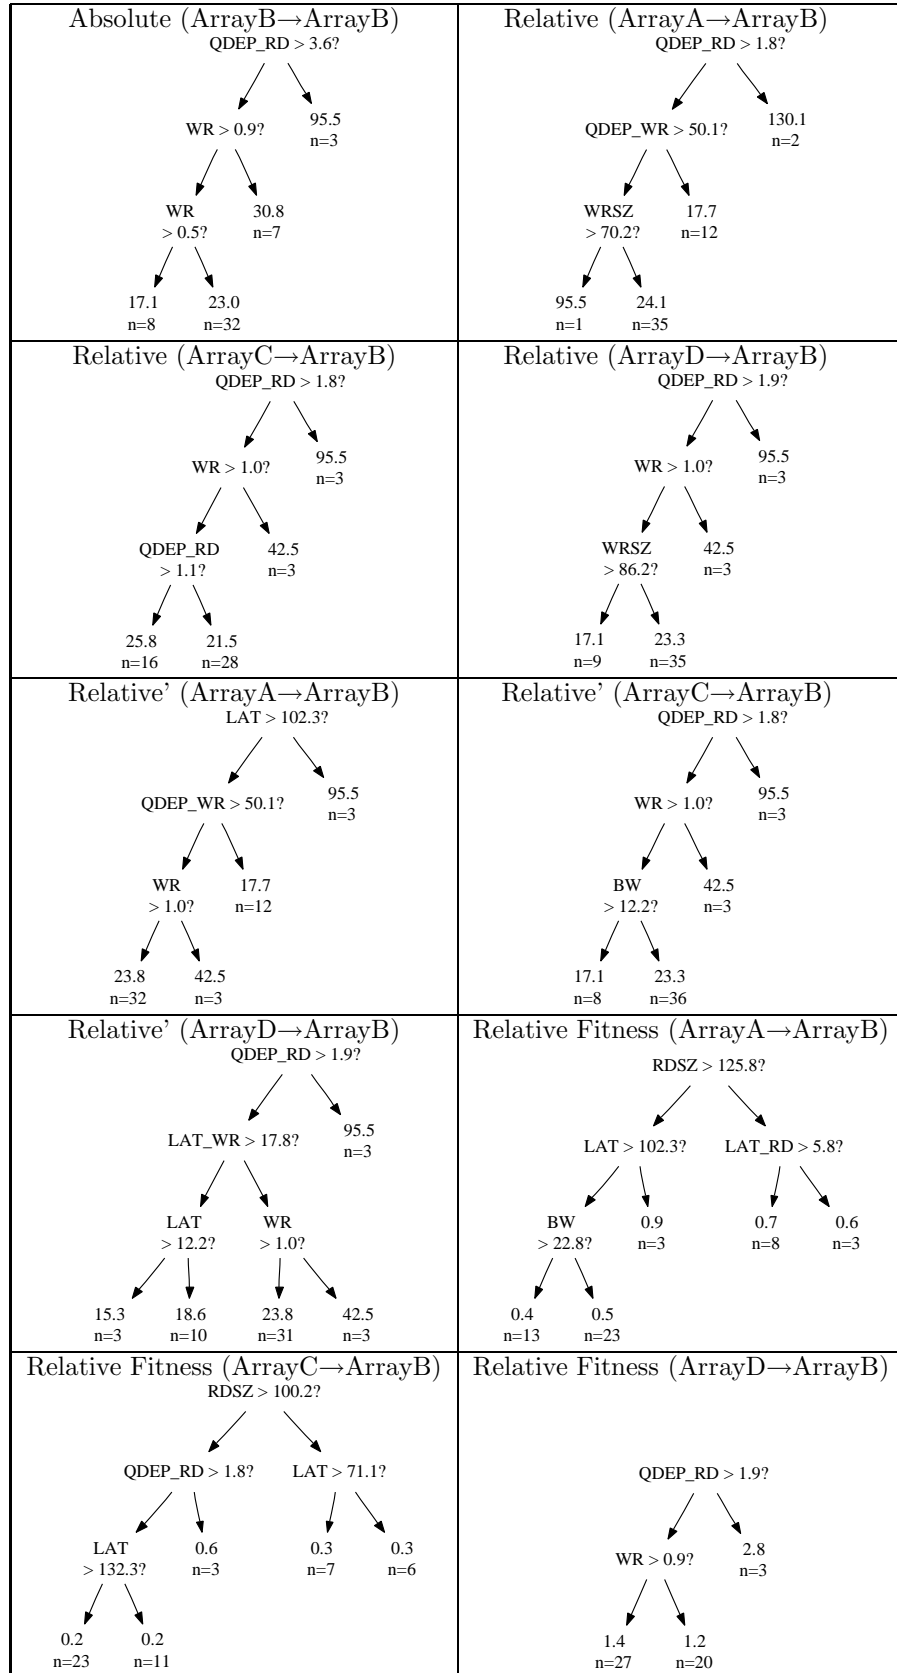 Absolute (ArrayB→ArrayB)
QDEP_RD > 3.6?
WR > 0.9?
95.5
n=3
WR
> 0.5?
30.8
n=7
17.1
n=8
23.0
n=32
Relative (ArrayA→ArrayB)
QDEP_RD > 1.8?
QDEP_WR > 50.1?
130.1
n=2
WRSZ
> 70.2?
17.7
n=12
95.5
n=1
24.1
n=35
Relative (ArrayC→ArrayB)
QDEP_RD > 1.8?
WR > 1.0?
95.5
n=3
QDEP_RD
> 1.1?
42.5
n=3
25.8
n=16
21.5
n=28
Relative (ArrayD→ArrayB)
QDEP_RD > 1.9?
WR > 1.0?
95.5
n=3
WRSZ
> 86.2?
42.5
n=3
17.1
n=9
23.3
n=35
Relative’ (ArrayA→ArrayB)
LAT > 102.3?
QDEP_WR > 50.1?
95.5
n=3
WR
> 1.0?
17.7
n=12
23.8
n=32
42.5
n=3
Relative’ (ArrayC→ArrayB)
QDEP_RD > 1.8?
WR > 1.0?
95.5
n=3
BW
> 12.2?
42.5
n=3
17.1
n=8
23.3
n=36
Relative’ (ArrayD→ArrayB)
QDEP_RD > 1.9?
LAT_WR > 17.8?
95.5
n=3
LAT
> 12.2?
WR
> 1.0?
15.3
n=3
18.6
n=10
23.8
n=31
42.5
n=3
Relative Fitness (ArrayA→ArrayB)
RDSZ > 125.8?
LAT > 102.3?
LAT_RD > 5.8?
BW
> 22.8?
0.9
n=3
0.7
n=8
0.6
n=3
0.4
n=13
0.5
n=23
Relative Fitness (ArrayC→ArrayB)
RDSZ > 100.2?
QDEP_RD > 1.8?
LAT > 71.1?
LAT
> 132.3?
0.6
n=3
0.3
n=7
0.3
n=6
0.2
n=23
0.2
n=11
Relative Fitness (ArrayD→ArrayB)
QDEP_RD > 1.9?
WR > 0.9?
2.8
n=3
1.4
n=27
1.2
n=20